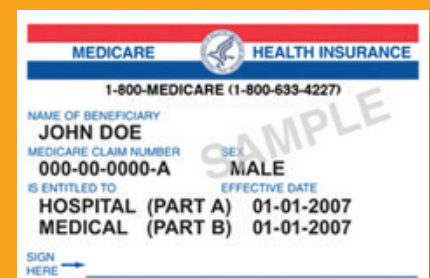 MEDICARE HEALTH INSURANCE
1-800-MEDICARE (1-800-633-4227)
NAME OF BENEFICIARY
JOHN DOE
MEDICARE CLAIM NUMBER SEX
000-00-0000-A MALE
IS ENTITLED TO EFFECTIVE DATE
HOSPITAL (PART A) 01-01-2007
MEDICAL (PART B) 01-01-2007
SIGN
HERE
SAMPLE